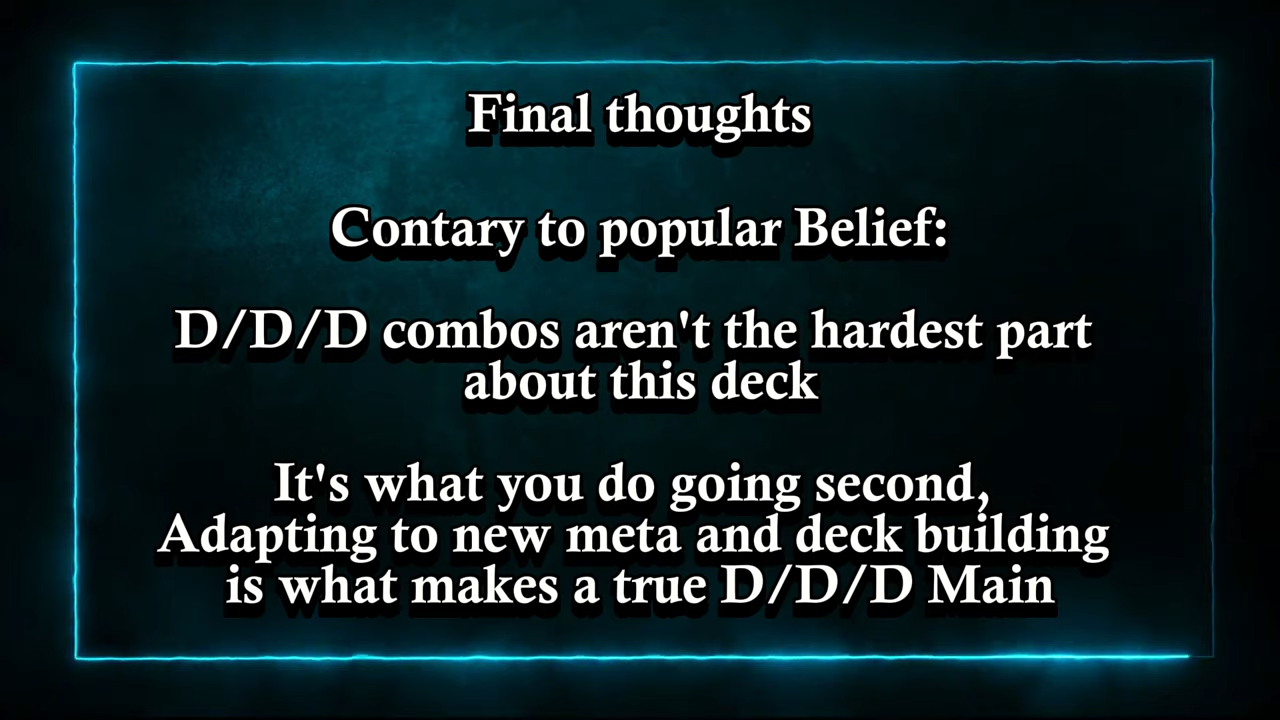 Final thoughts
Contary to popular Belief:
D/D/D combos aren't the hardest part
about this deck
It's what you do going second,
Adapting to new meta and deck building
is what makes a true D/D/D Main